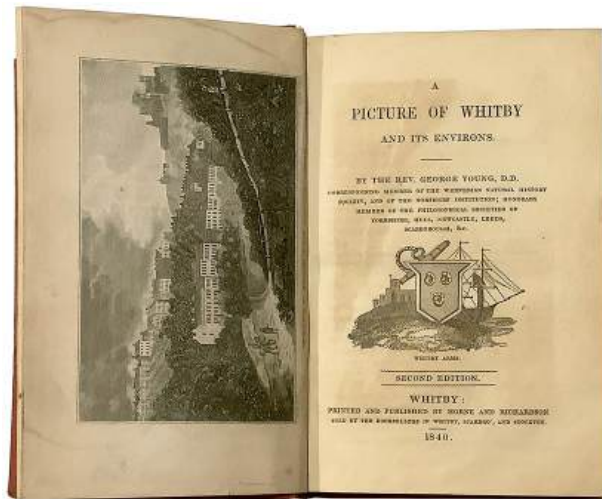 A
PICTURE OF WHITBY
AND ITS ENVIRONS.
BY THE REV. GEORGE YOUNG, D.D.
CORRESPONDING MEMBER OF THE WERNERIAN NATURAL HISTORY
SOCIETY, AND OF THE NORTHERN INSTITUTION; HONORARY
MEMBER OF THE PHILOSOPHICAL SOCIETIES OF
YORKSHIRE, HULL, NEWCASTLE, LEEDS,
SCARBOROUGH, &c.
WHITBY ARMS.
SECOND EDITION.
WHITBY:
PRINTED AND PUBLISHED BY HORNE AND RICHARDSON
SOLD BY THE BOOKSELLERS IN WHITBY, SCARBRO', AND STOCKTON.
1840.